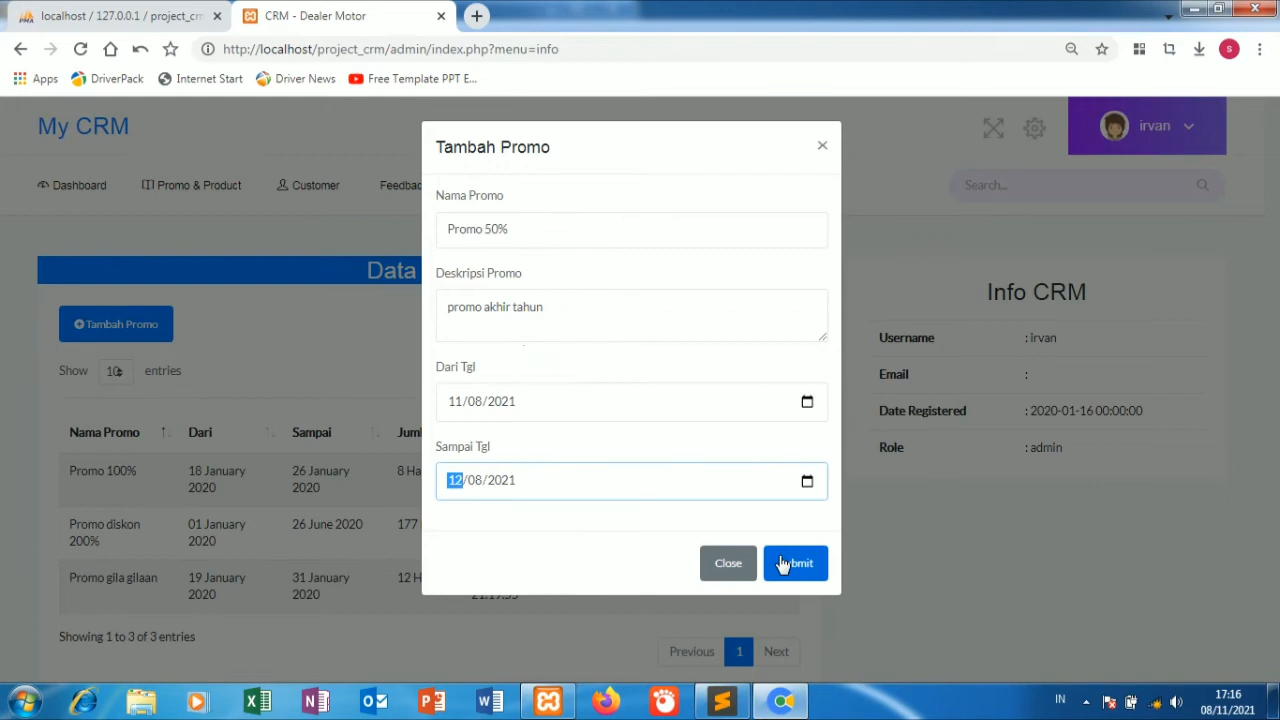 localhost / 127.0.0.1 / project_crm
CRM - Dealer Motor
http://localhost/project_crm/admin/index.php?menu=info
S
Apps
DriverPack
Internet Start
Driver News
Free Template PPT E...
My CRM
irvan
Dashboard
Promo & Product
Customer
Feedbac
Search...
Tambah Promo
×
Nama Promo
Promo 50%
Deskripsi Promo
promo akhir tahun
Dari Tgl
11/08/2021
Sampai Tgl
12/08/2021
Close
Data
Tambah Promo
Show 10 entries
Nama Promo Dari Sampai
Promo 100% 18 January 2020 26 January 2020 8 Ha
Promo diskon 200% 01 January 2020 26 June 2020 177
Promo gila gilaan 19 January 2020 31 January 2020 12 H
Showing 1 to 3 of 3 entries
Previous 1 Next
Info CRM
Username : irvan
Email :
Date Registered : 2020-01-16 00:00:00
Role : admin
IN
17:16
08/11/2021